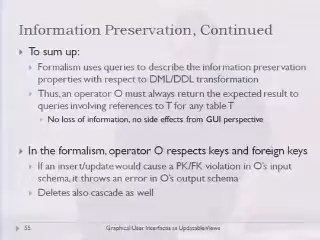 Information Preservation, Continued
To sum up:
Formalism uses queries to describe the information preservation
properties with respect to DML/DDL transformation
Thus, an operator O must always return the expected result to
queries involving references to T for any table T
No loss of information, no side effects from GUI perspective
In the formalism, operator O respects keys and foreign keys
If an insert/update would cause a PK/FK violation in O's input
schema, it throws an error in O's output schema
Deletes also cascade as well
55
Graphical User Interfaces as Updatable Views